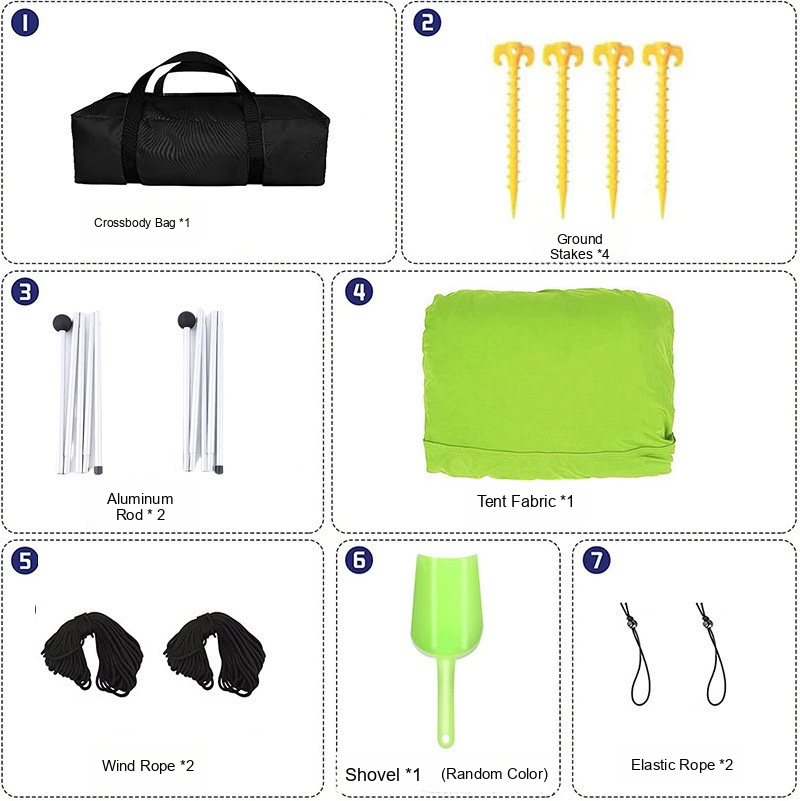 1
Crossbody Bag *1
2
Ground
Stakes *4
3
Aluminum
Rod * 2
4
Tent Fabric *1
5
Wind Rope *2
6
Shovel *1 (Random Color)
7
Elastic Rope *2